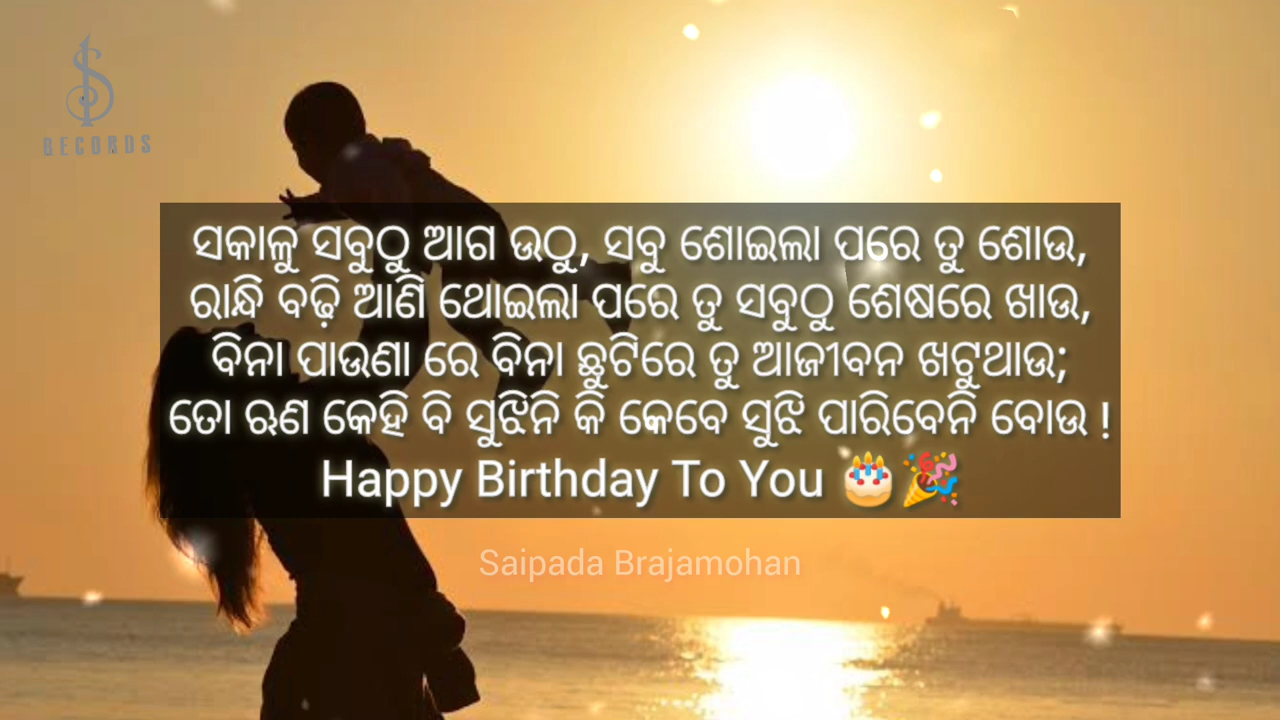 BECORDS
ସକାଳୁ ସବୁଠୁ ଆଗ ଉଠୁ, ସବୁ ଶୋଇଲା ପରେ ତୁ ଶୋଉ,
ରାନ୍ଧି ବଢ଼ି ଆଣି ଥୋଇଲା ପରେ ତୁ ସବୁଠୁ ଶେଷରେ ଖାଉ,
ବିନା ପାଉଣା ରେ ବିନା ଛୁଟିରେ ତୁ ଆଜୀବନ ଖଟୁଥାଉ;
ତୋ ଋଣ କେହି ବି ସୁଝିନି କି କେବେ ସୁଝି ପାରିବେନି ବୋଉ !
Happy Birthday To You 🎂🎉
Saipada Brajamohan